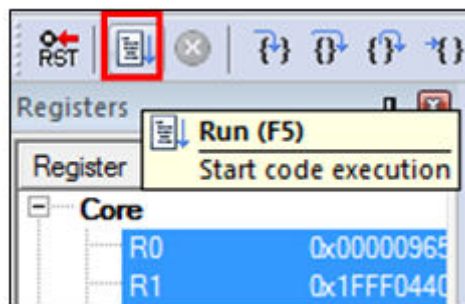 RST
Registers
Run (F5)
Register
Start code execution
Core
R0 0x00000965
R1 0x1FFF0440